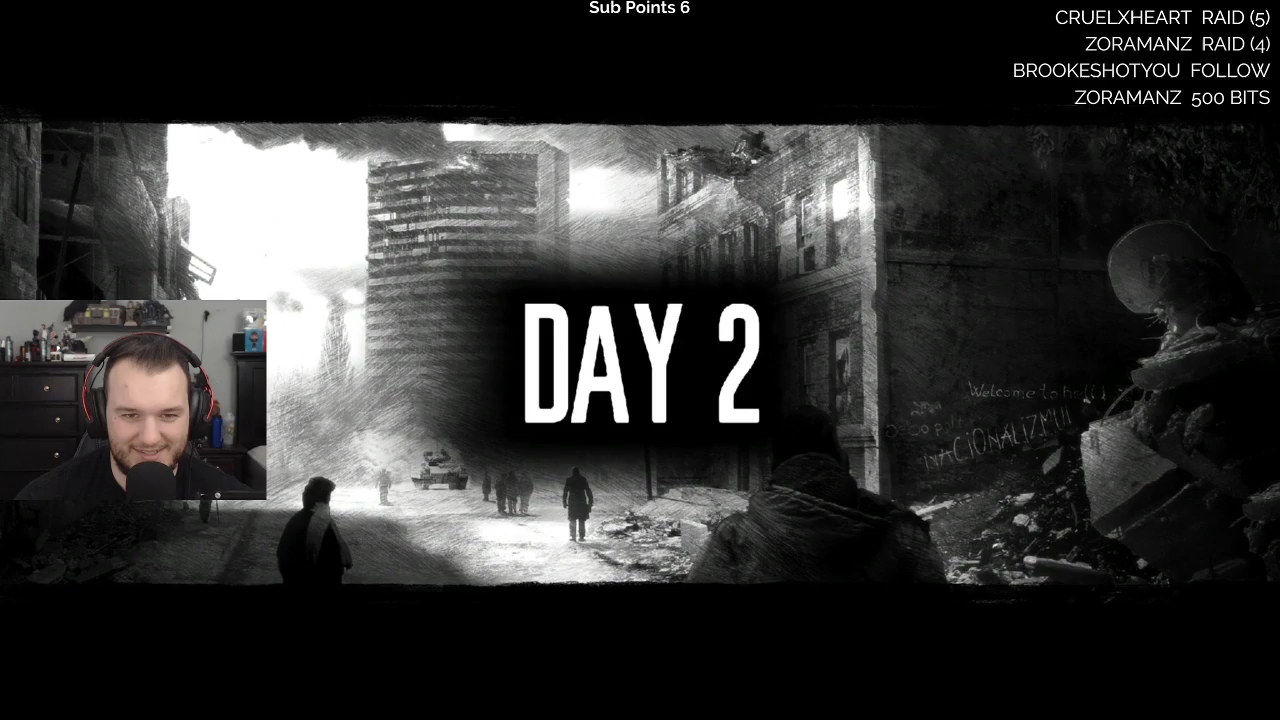 Sub Points 6
CRUELXHEART RAID (5)
ZORAMANZ RAID (4)
BROOKESHOTYOU FOLLOW
ZORAMANZ 500 BITS
DAY 2
Welcome to hell
NACIONALIZMU